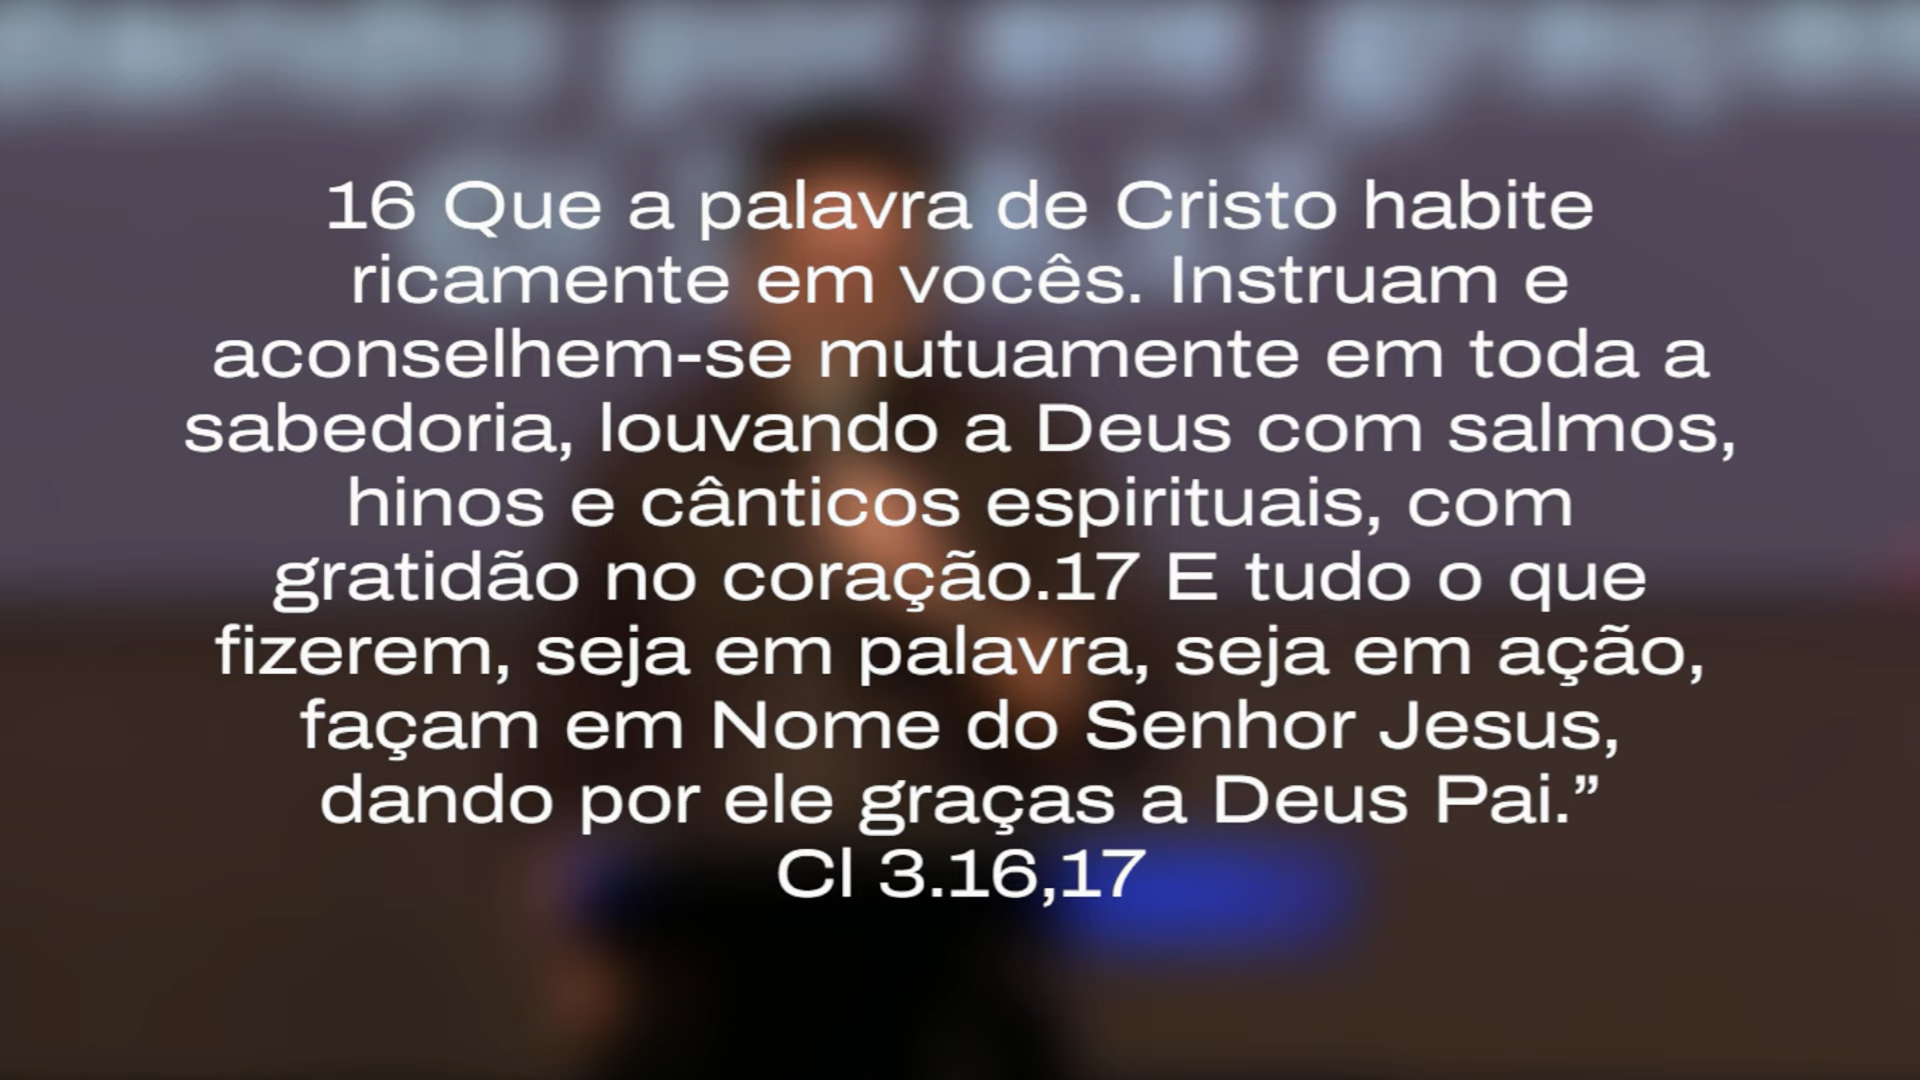 16 Que a palavra de Cristo habite
ricamente em vocês. Instruam e
aconselhem-se mutuamente em toda a
sabedoria, louvando a Deus com salmos,
hinos e cânticos espirituais, com
gratidão no coração.17 E tudo o que
fizerem, seja em palavra, seja em ação,
façam em Nome do Senhor Jesus,
dando por ele graças a Deus Pai.”
Cl 3.16,17